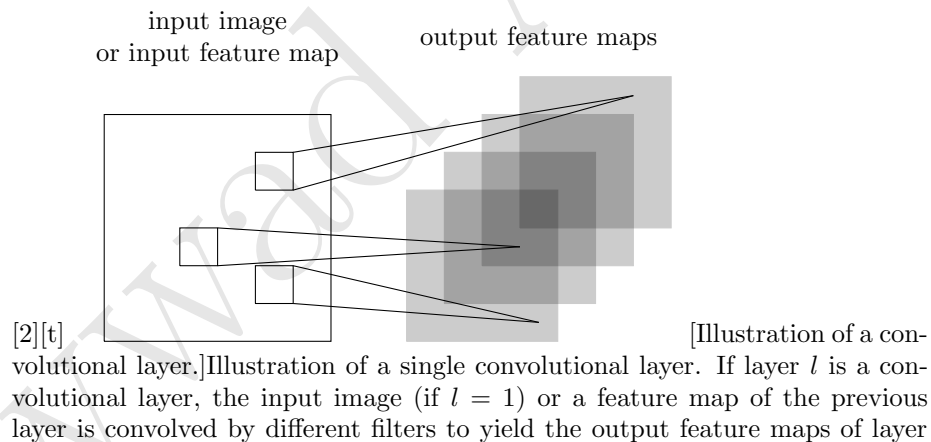 input image
or input feature map
output feature maps
[2][t] [Illustration of a con-
volutional layer.]Illustration of a single convolutional layer. If layer l is a con-
volutional layer, the input image (if l = 1) or a feature map of the previous
layer is convolved by different filters to yield the output feature maps of layer